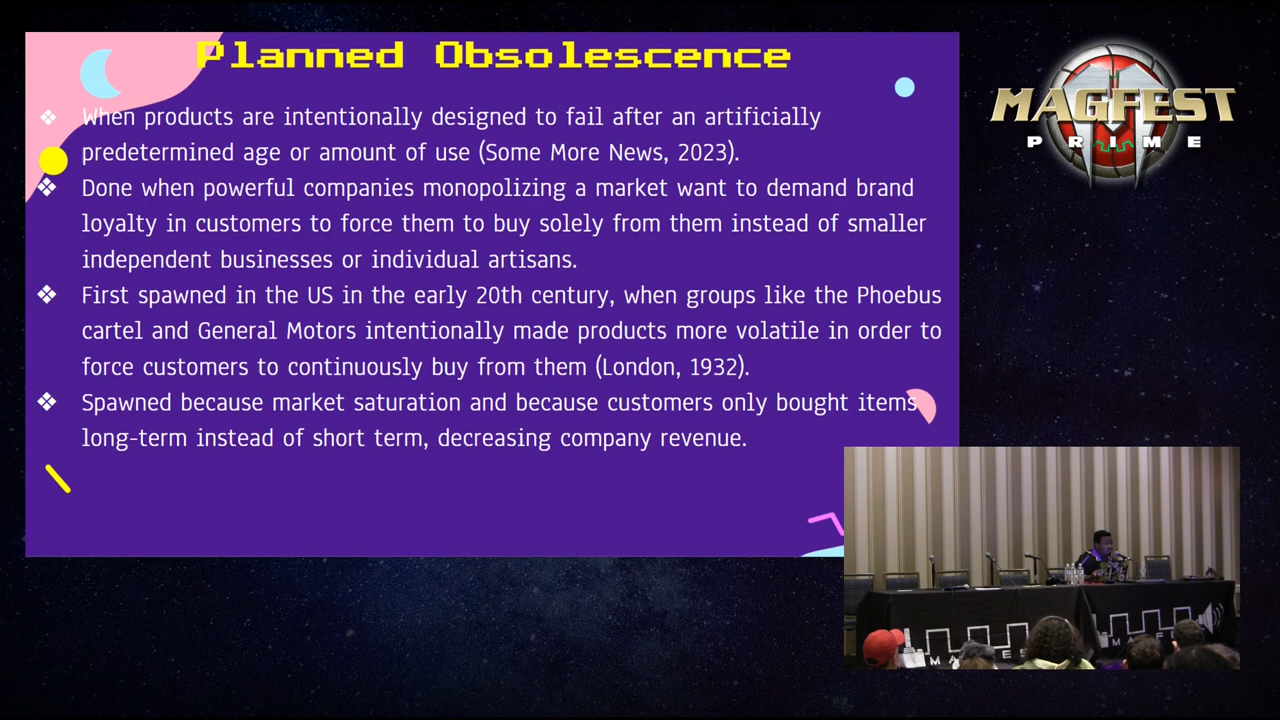 Planned Obsolescence
❖ When products are intentionally designed to fail after an artificially
predetermined age or amount of use (Some More News, 2023).
❖ Done when powerful companies monopolizing a market want to demand brand
loyalty in customers to force them to buy solely from them instead of smaller
independent businesses or individual artisans.
❖ First spawned in the US in the early 20th century, when groups like the Phoebus
cartel and General Motors intentionally made products more volatile in order to
force customers to continuously buy from them (London, 1932).
❖ Spawned because market saturation and because customers only bought items
long-term instead of short term, decreasing company revenue.
MAGFEST
PRIME